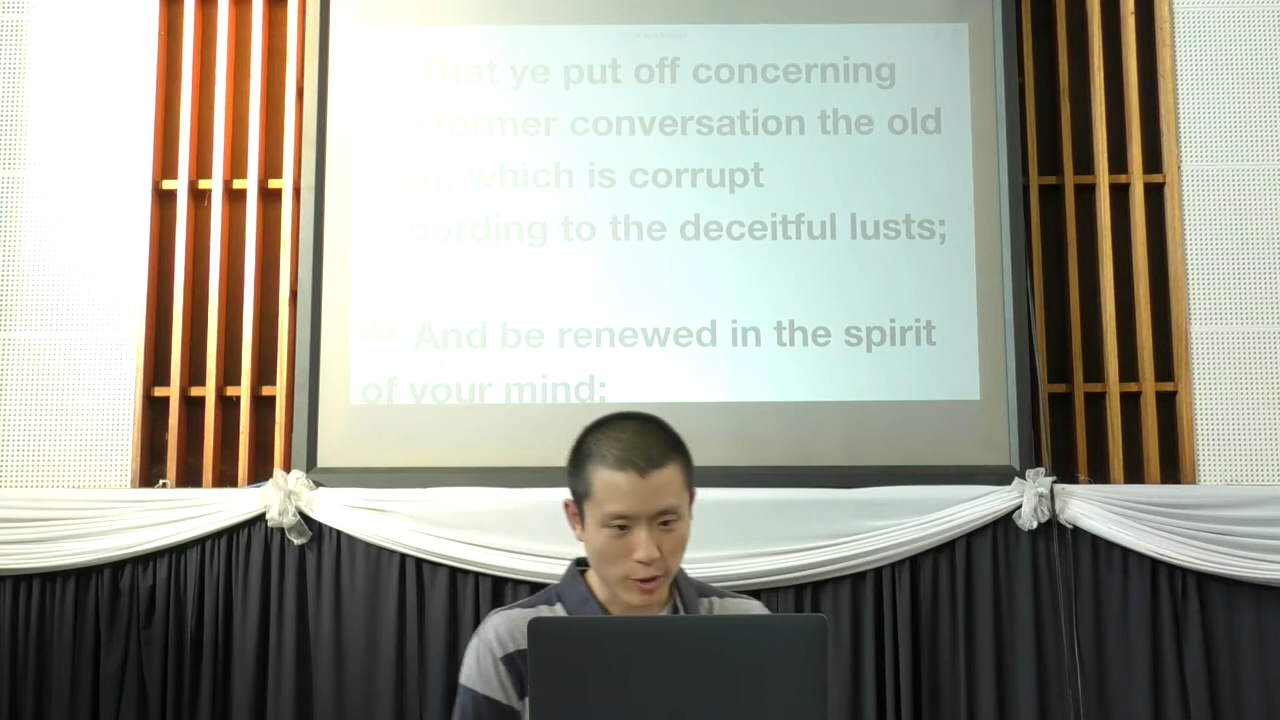 That ye put off concerning
former conversation the old
which is corrupt
according to the deceitful lusts;
And be renewed in the spirit
of your mind;